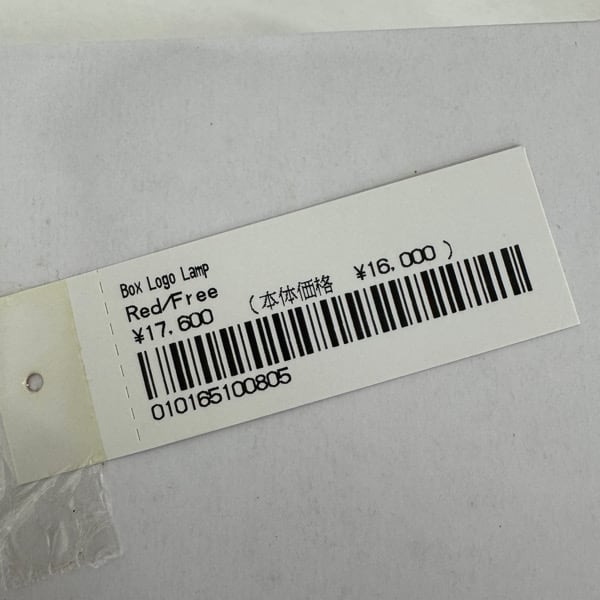 Box Logo Lamp
Red/Free
¥17,600 (本体価格 ¥16,000)
010165100805